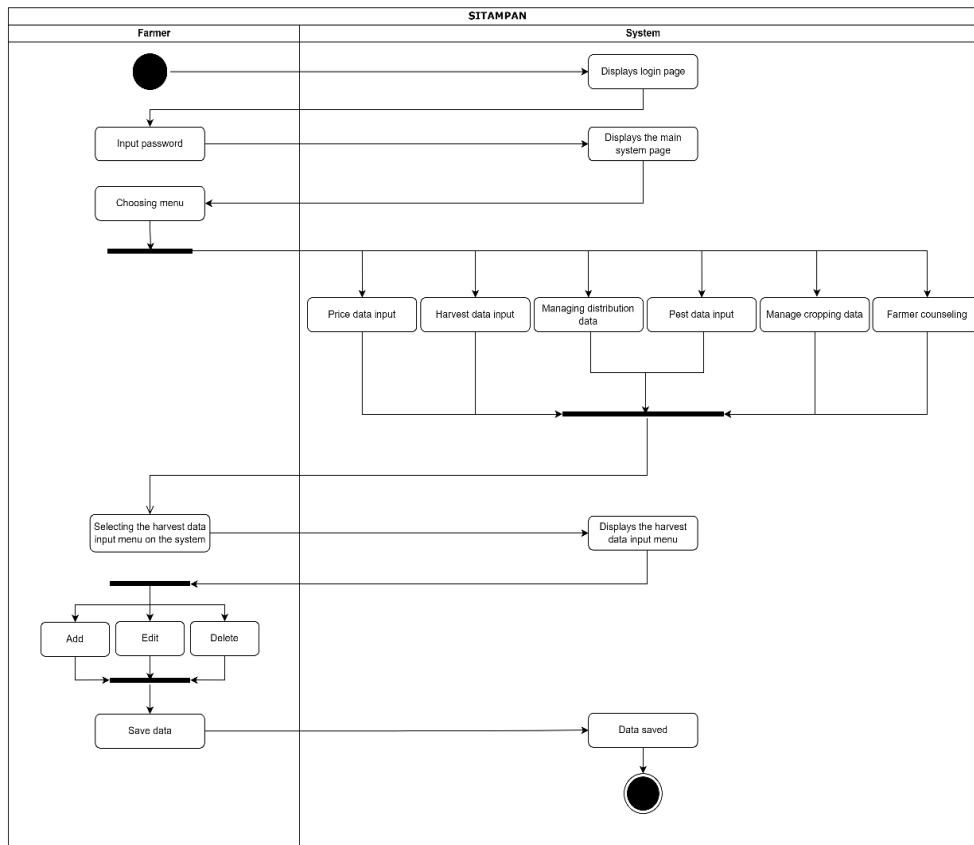 SITAMPAN
Farmer
System
Displays login page
Input password
Displays the main
system page
Choosing menu
Price data input
Harvest data input
Managing distribution
data
Pest data input
Manage cropping data
Farmer counseling
Selecting the harvest data
input menu on the system
Displays the harvest
data input menu
Add
Edit
Delete
Save data
Data saved